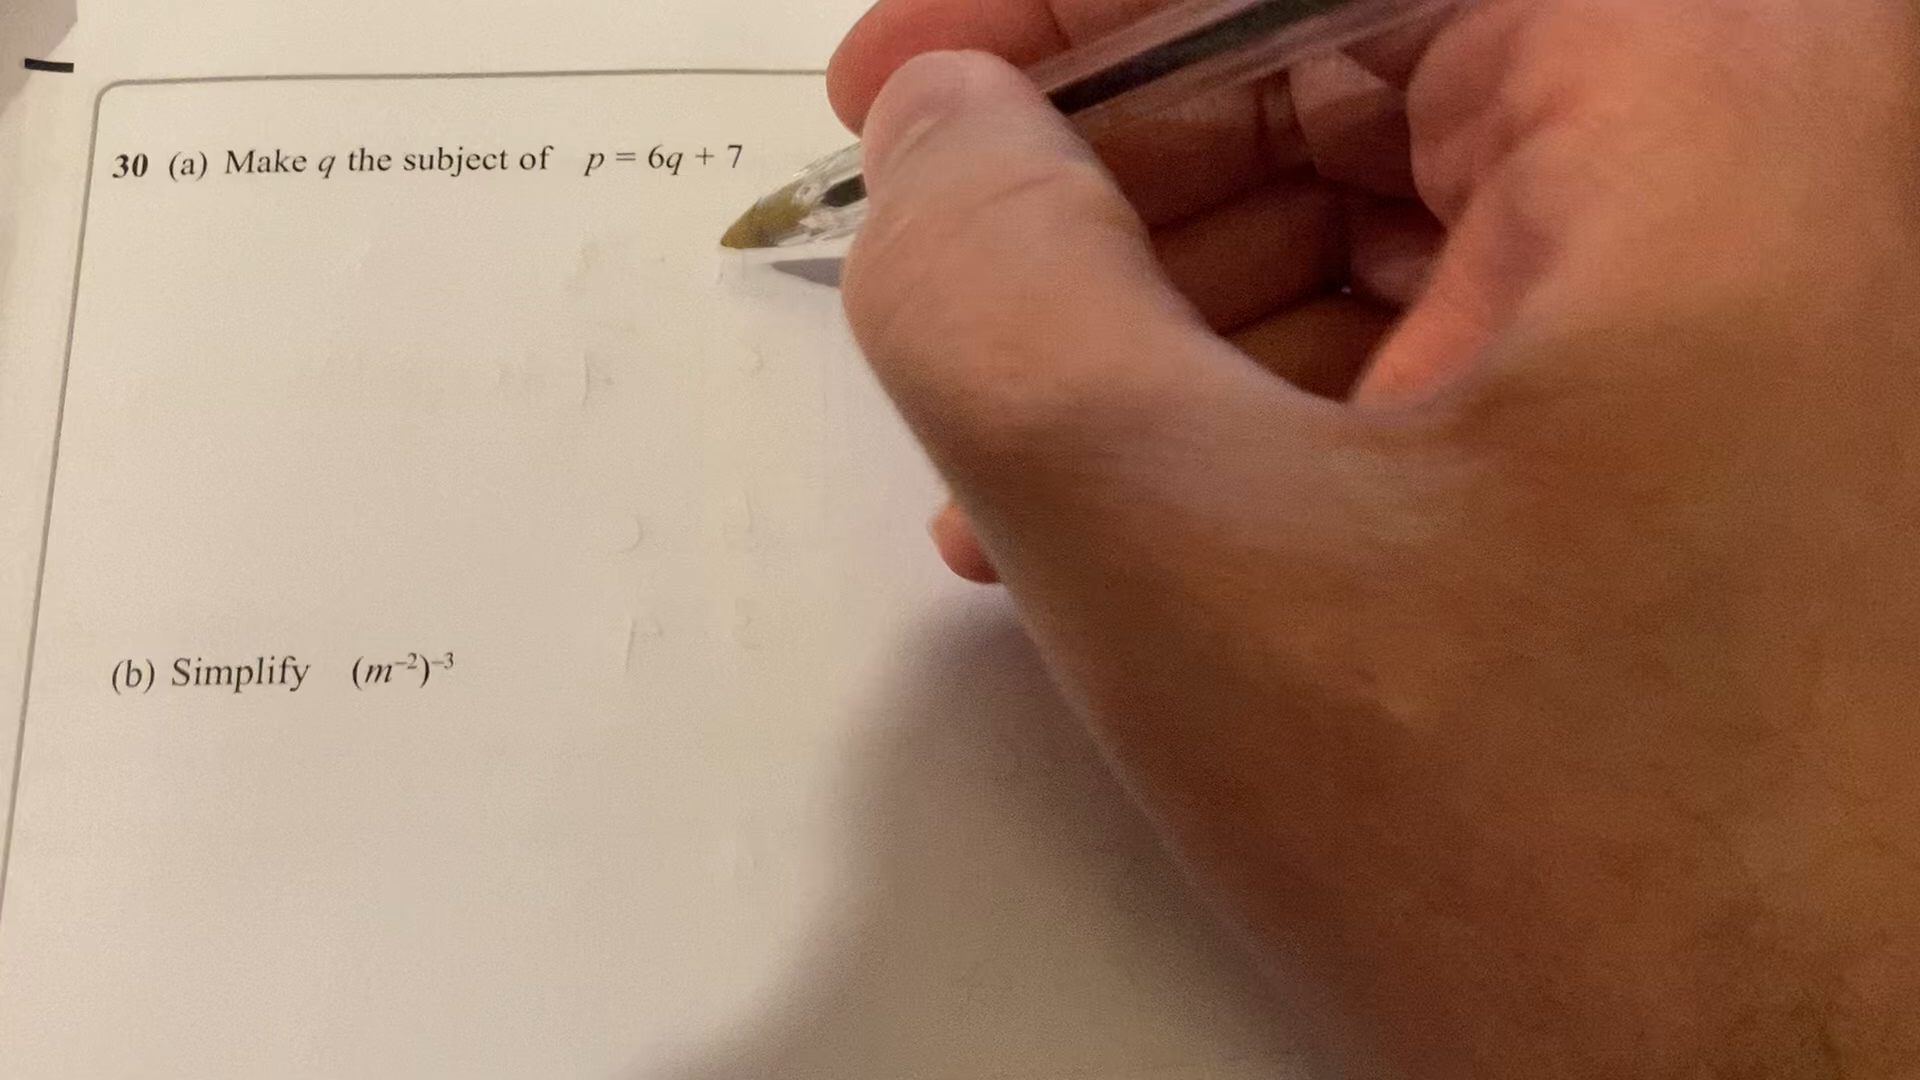 30 (a) Make q the subject of p = 6q + 7
(b) Simplify (m⁻²)⁻³